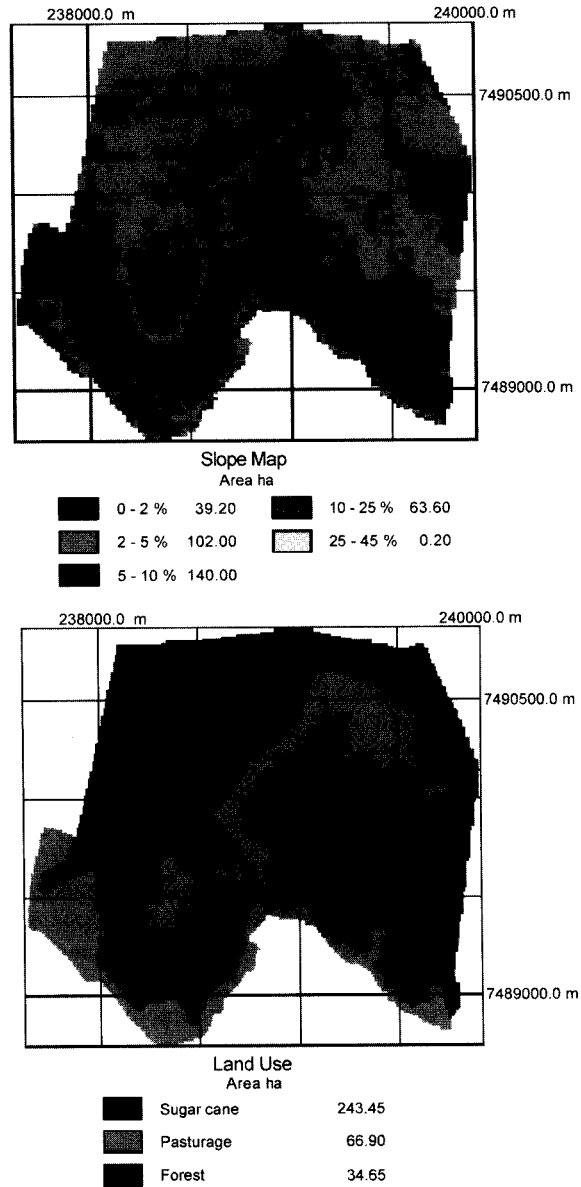 238000.0 m 240000.0 m
7490500.0 m
7489000.0 m
Slope Map
Area ha
0 - 2 % 39.20 10 - 25 % 63.60
2 - 5 % 102.00 25 - 45 % 0.20
5 - 10 % 140.00
238000.0 m 240000.0 m
7490500.0 m
7489000.0 m
Land Use
Area ha
Sugar cane 243.45
Pasturage 66.90
Forest 34.65